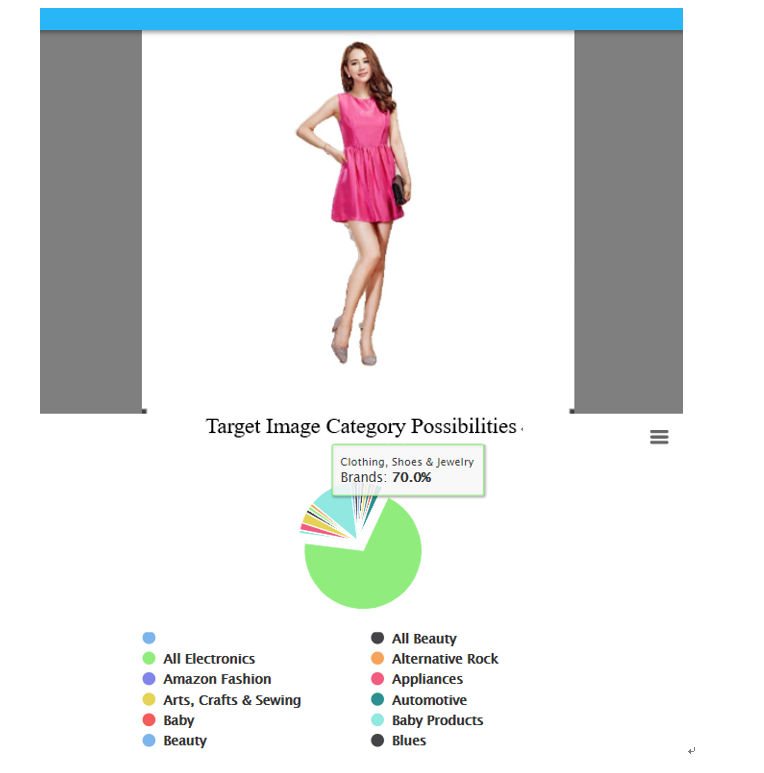 Target Image Category Possibilities
Clothing, Shoes & Jewelry
Brands: 70.0%
All Beauty
All Electronics
Alternative Rock
Amazon Fashion
Appliances
Arts, Crafts & Sewing
Automotive
Baby
Baby Products
Beauty
Blues